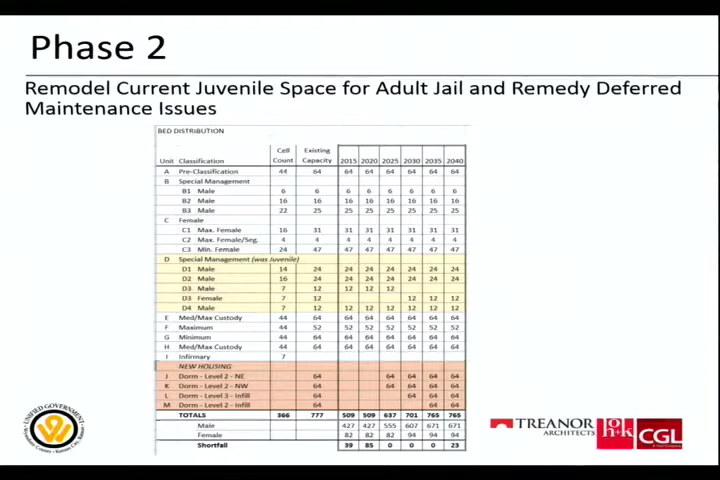 Phase 2
Remodel Current Juvenile Space for Adult Jail and Remedy Deferred
Maintenance Issues
BED DISTRIBUTION
Cell Existing
Unit Classification Count Capacity 2015 2020 2025 2030 2035 2040
A Pre-Classification 44 64 64 64 64 64 64 64
B Special Management
B1 Male 6 6 6 6 6 6 6 6
B2 Male 16 16 16 16 16 16 16 16
B3 Male 22 25 25 25 25 25 25 25
C Female
C1 Max. Female 16 31 31 31 31 31 31 31
C2 Max. Female/Seg. 4 4 4 4 4 4 4 4
C3 Min. Female 24 47 47 47 47 47 47 47
D Special Management (was Juvenile)
D1 Male 14 24 24 24 24 24 24 24
D2 Male 16 24 24 24 24 24 24 24
D3 Male 7 12 12 12 12
D3 Female 7 12 12 12 12
D4 Male 7 12 12 12 12 12 12 12
E Med/Max Custody 44 64 64 64 64 64 64 64
F Maximum 44 52 52 52 52 52 52 52
G Minimum 44 64 64 64 64 64 64 64
H Med/Max Custody 44 64 64 64 64 64 64 64
I Infirmary 7
NEW HOUSING
J Dorm - Level 2 - NE 64 64 64 64 64
K Dorm - Level 2 - NW 64 64 64 64 64
L Dorm - Level 3 - Infill 64 64 64 64
M Dorm - Level 2 - Infill 64 64 64
TOTALS 366 777 509 509 637 701 765 765
Male 427 427 555 607 671 671
Female 82 82 82 94 94 94
Shortfall 39 85 0 0 0 23
UNIFIED GOVERNMENT
TREANOR
ARCHITECTS
hok
CGL